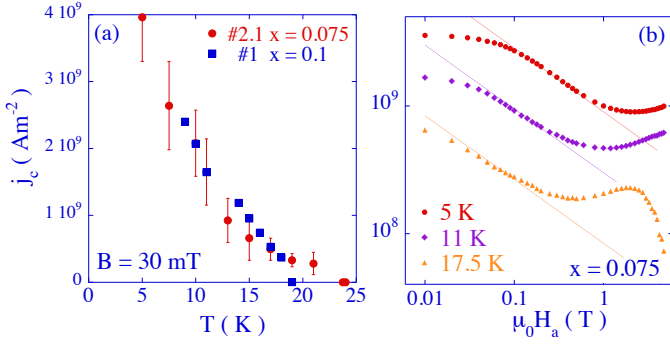 (a)
#2.1 x = 0.075
#1 x = 0.1
4 10⁹
3 10⁹
2 10⁹
1 10⁹
0
j_c ( Am⁻² )
B = 30 mT
0 5 10 15 20 25
T ( K )
(b)
10⁹
10⁸
5 K
11 K
17.5 K
x = 0.075
0.01 0.1 1
μ₀H_a ( T )